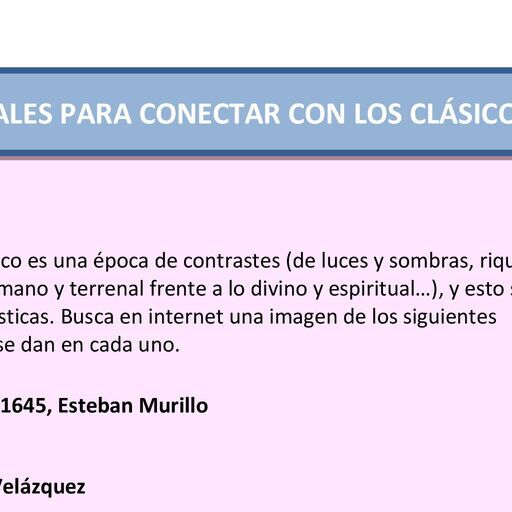 ALES PARA CONECTAR CON LOS CLÁSICO
co es una época de contrastes (de luces y sombras, riqu
mano y terrenal frente a lo divino y espiritual…), y esto s
sticas. Busca en internet una imagen de los siguientes
se dan en cada uno.
1645, Esteban Murillo
Velázquez